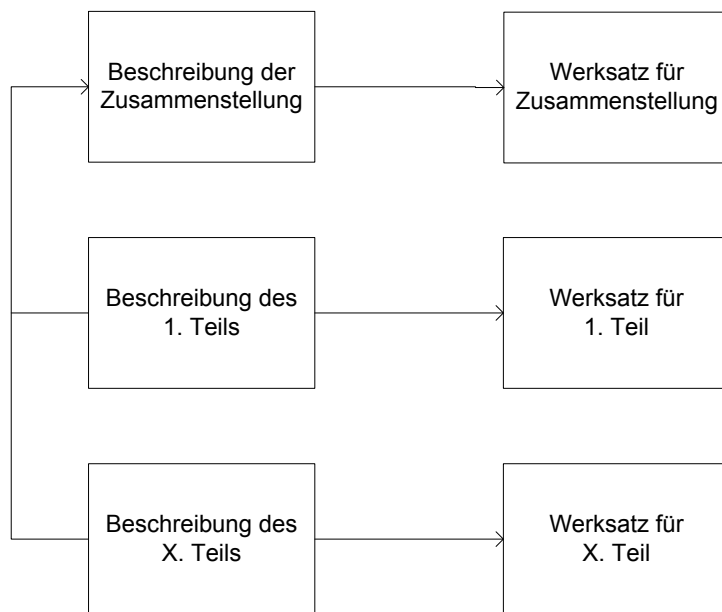 Beschreibung der
Zusammenstellung
Werksatz für
Zusammenstellung
Beschreibung des
1. Teils
Werksatz für
1. Teil
Beschreibung des
X. Teils
Werksatz für
X. Teil